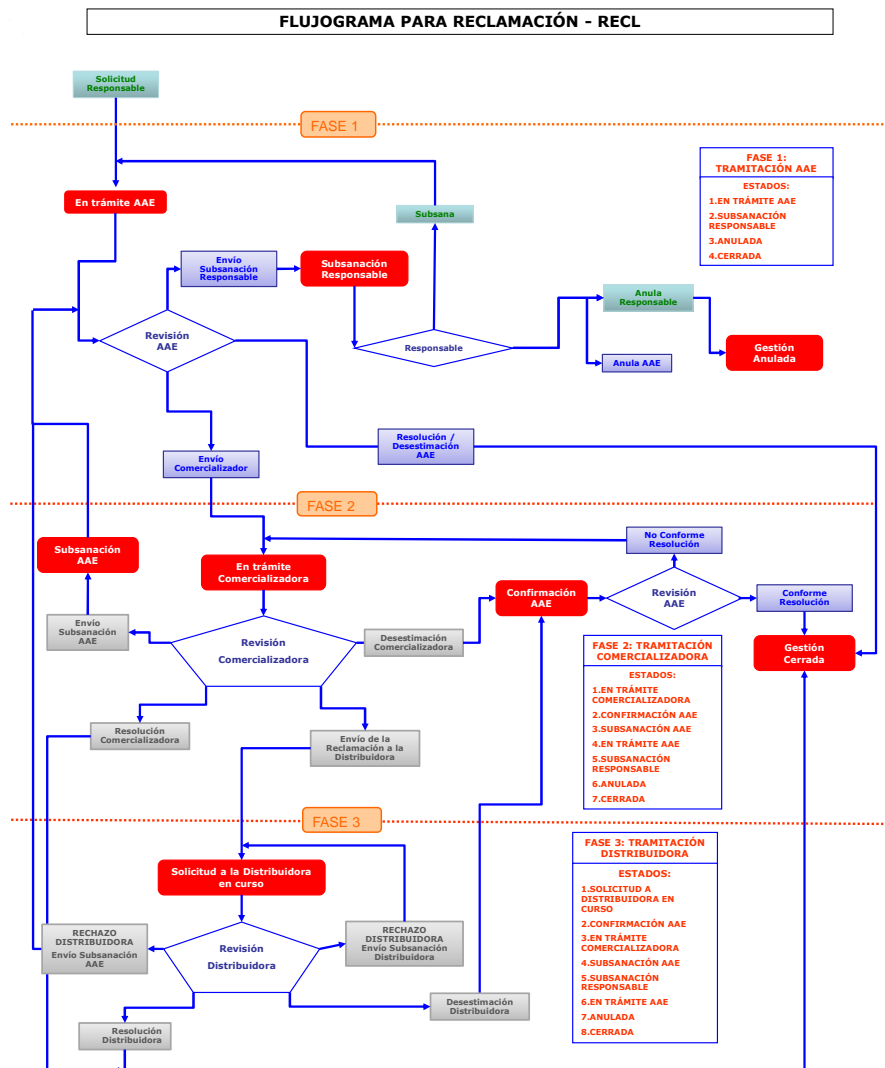 FLUJOGRAMA PARA RECLAMACIÓN - RECL
Solicitud
Responsable
FASE 1
FASE 1:
TRAMITACIÓN AAE
ESTADOS:
1.EN TRÁMITE AAE
2.SUBSANACIÓN
RESPONSABLE
3.ANULADA
4.CERRADA
En trámite AAE
Subsana
Envío
Subsanación
Responsable
Subsanación
Responsable
Anula
Responsable
Revisión
AAE
Responsable
Gestión
Anulada
Anula AAE
Resolución /
Desestimación
AAE
Envío
Comercializador
FASE 2
Subsanación
AAE
En trámite
Comercializadora
No Conforme
Resolución
Confirmación
AAE
Revisión
AAE
Conforme
Resolución
Envío
Subsanación
AAE
Revisión
Comercializadora
Desestimación
Comercializadora
Gestión
Cerrada
FASE 2: TRAMITACIÓN
COMERCIALIZADORA
ESTADOS:
1.EN TRÁMITE
COMERCIALIZADORA
2.CONFIRMACIÓN AAE
3.SUBSANACIÓN AAE
4.EN TRÁMITE AAE
5.SUBSANACIÓN
RESPONSABLE
6.ANULADA
7.CERRADA
Resolución
Comercializadora
Envío de la
Reclamación a la
Distribuidora
FASE 3
FASE 3: TRAMITACIÓN
DISTRIBUIDORA
ESTADOS:
1.SOLICITUD A
DISTRIBUIDORA EN
CURSO
2.CONFIRMACIÓN AAE
3.EN TRÁMITE
COMERCIALIZADORA
4.SUBSANACIÓN AAE
5.SUBSANACIÓN
RESPONSABLE
6.EN TRÁMITE AAE
7.ANULADA
8.CERRADA
Solicitud a la Distribuidora
en curso
RECHAZO
DISTRIBUIDORA
Envío Subsanación
AAE
Revisión
Distribuidora
RECHAZO
DISTRIBUIDORA
Envío Subsanación
Distribuidora
Desestimación
Distribuidora
Resolución
Distribuidora